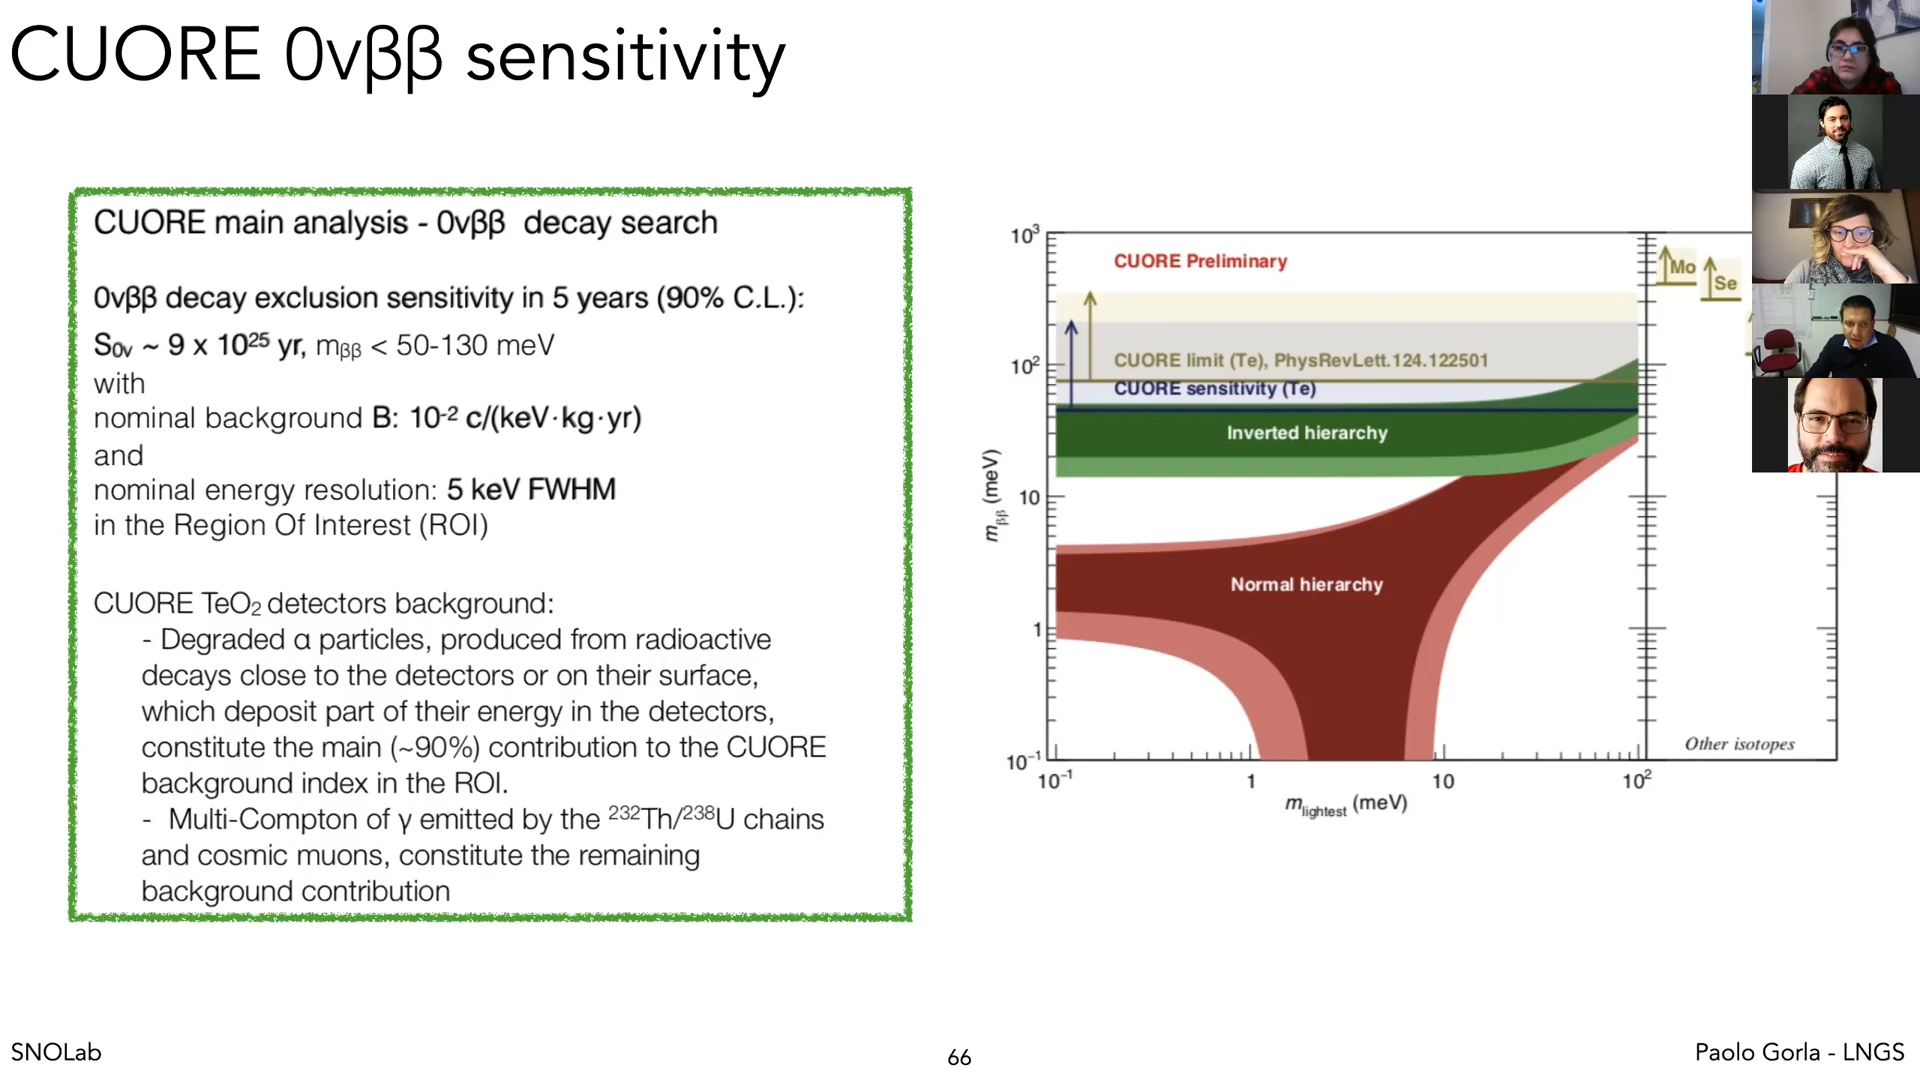 CUORE 0νββ sensitivity
CUORE main analysis - 0νββ decay search
0νββ decay exclusion sensitivity in 5 years (90% C.L.):
S₀ᵥ ~ 9 x 10²⁵ yr, mββ < 50-130 meV
with
nominal background B: 10⁻² c/(keV·kg·yr)
and
nominal energy resolution: 5 keV FWHM
in the Region Of Interest (ROI)
CUORE TeO₂ detectors background:
- Degraded α particles, produced from radioactive
decays close to the detectors or on their surface,
which deposit part of their energy in the detectors,
constitute the main (~90%) contribution to the CUORE
background index in the ROI.
- Multi-Compton of γ emitted by the ²³²Th/²³⁸U chains
and cosmic muons, constitute the remaining
background contribution
10³
10²
10
1
10⁻¹
mββ (meV)
CUORE Preliminary
CUORE limit (Te), PhysRevLett.124.122501
CUORE sensitivity (Te)
Inverted hierarchy
Normal hierarchy
Mo
Se
Other isotopes
10⁻¹
1
10
10²
mlightest (meV)
SNOLab
66
Paolo Gorla - LNGS